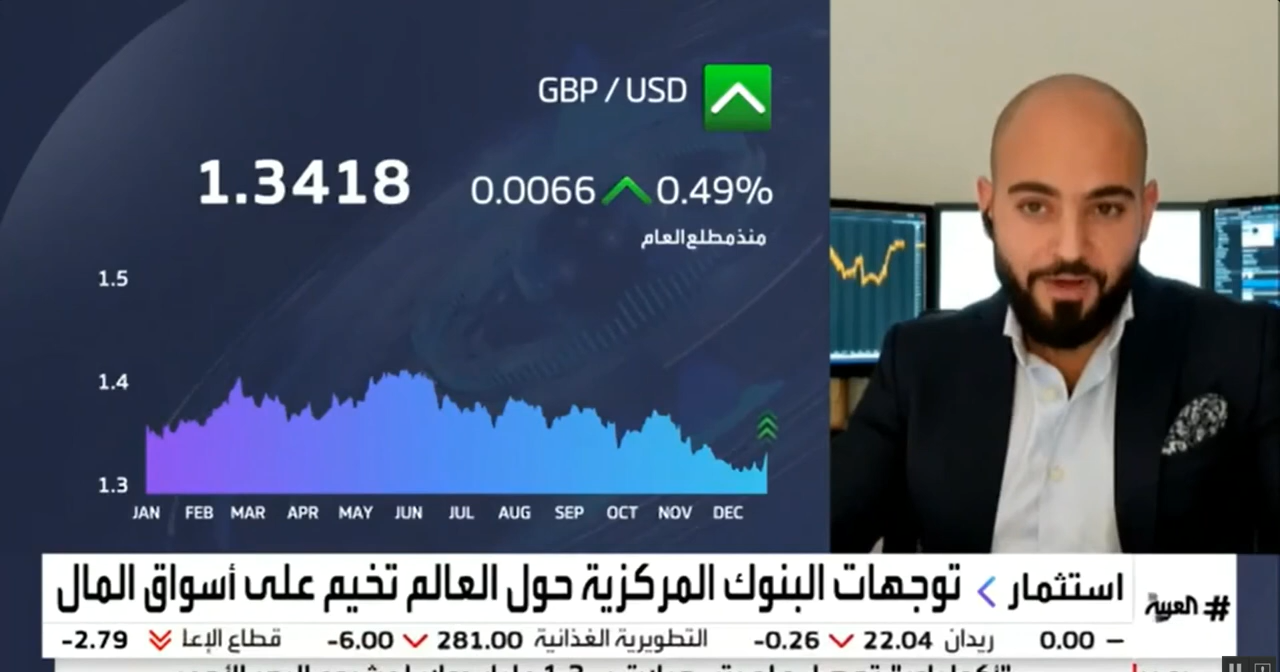 GBP / USD
1.3418
0.0066 0.49%
منذ مطلع العام
1.5
1.4
1.3
JAN FEB MAR APR MAY JUN JUL AUG SEP OCT NOV DEC
استثمار > توجهات البنوك المركزية حول العالم تخيم على أسواق المال
# العربية
– 0.00 ريدان 22.04 -0.26 التطويرية الغذائية 281.00 -6.00 قطاع الإعلا -2.79